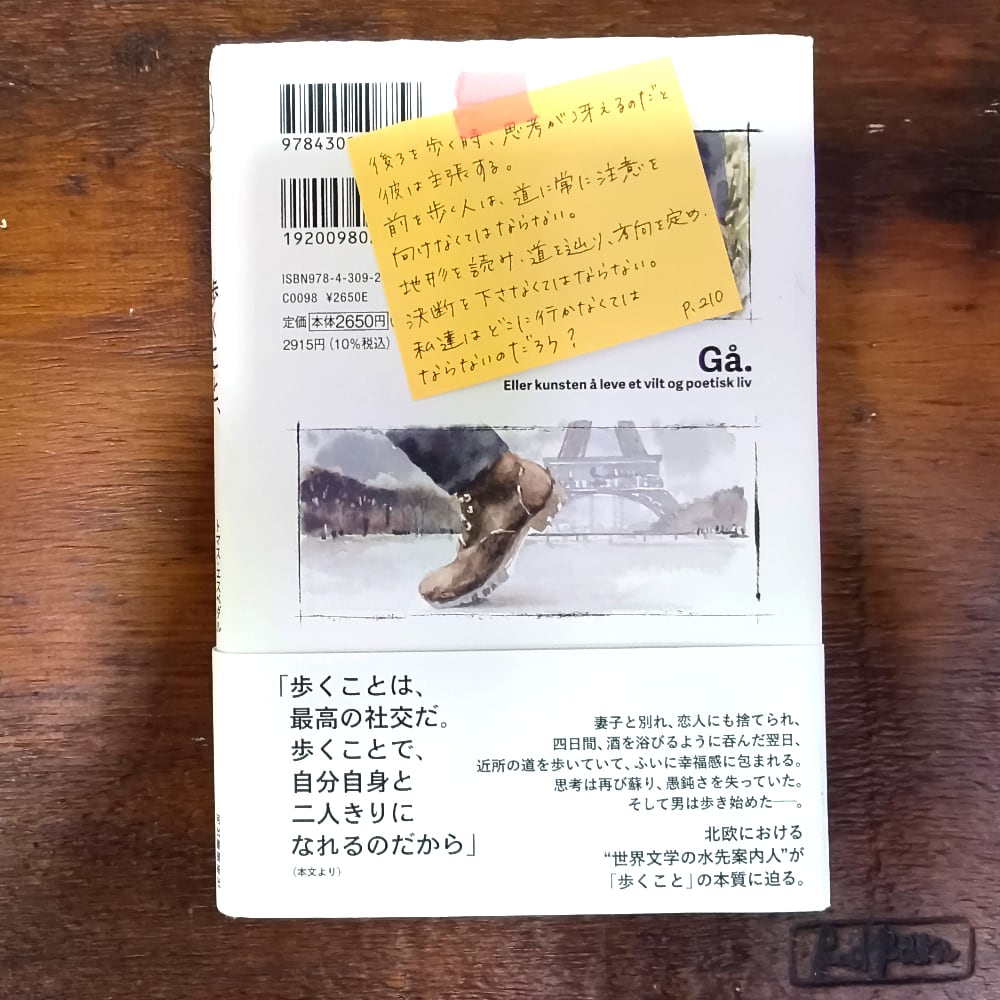 978430
19200980
ISBN978-4-309-2
C0098 ¥2650E
定価 本体2650円
2915円(10%税込)
後ろを歩く時、思考が冴えるのだと
彼は主張する。
前を歩く人は、道に常に注意を
向けなくてはならない。
地形を読み、道を辿り、方向を定め、
決断を下さなくてはならない。
私達はどこに行かなくては
ならないのだろう?
P.210
Gå.
Eller kunsten å leve et vilt og poetisk liv
「歩くことは、
最高の社交だ。
歩くことで、
自分自身と
二人きりに
なれるのだから」
(本文より)
妻子と別れ、恋人にも捨てられ、
四日間、酒を浴びるように呑んだ翌日、
近所の道を歩いていて、ふいに幸福感に包まれる。
思考は再び蘇り、愚鈍さを失っていた。
そして男は歩き始めた──。
北欧における
“世界文学の水先案内人”が
「歩くこと」の本質に迫る。